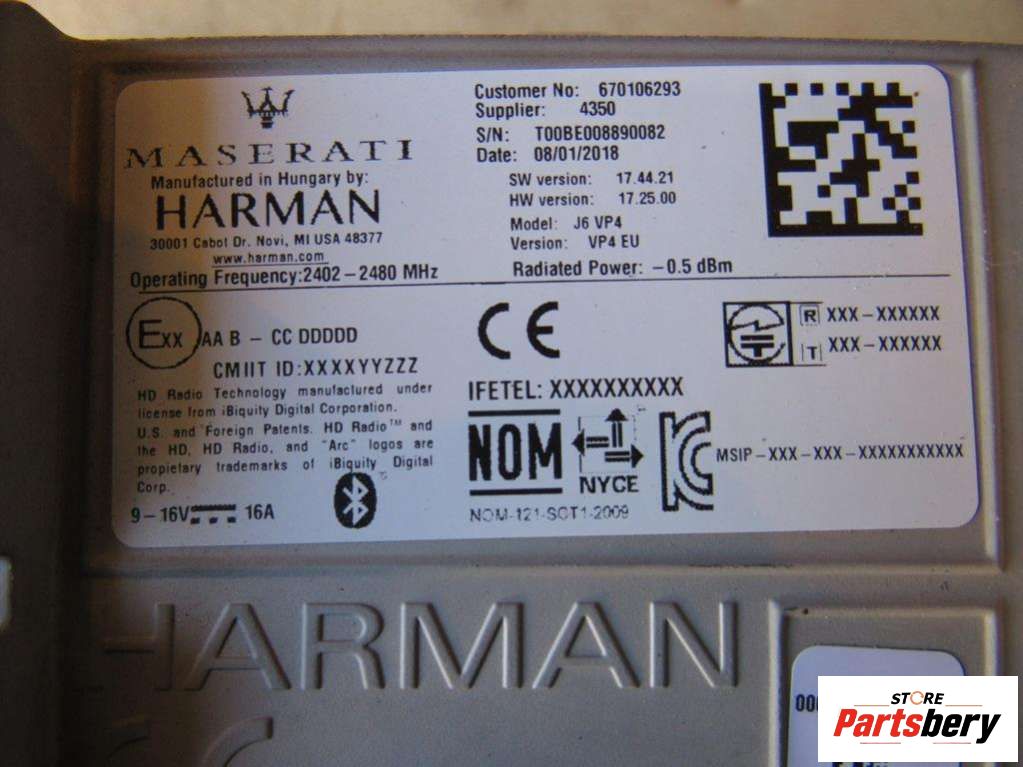 MASERATI
Manufactured in Hungary by:
HARMAN
30001 Cabot Dr. Novi, MI USA 48377
www.harman.com
Operating Frequency:2402-2480 MHz
Customer No: 670106293
Supplier: 4350
S/N: T00BE008890082
Date: 08/01/2018
SW version: 17.44.21
HW version: 17.25.00
Model: J6 VP4
Version: VP4 EU
Radiated Power: -0.5 dBm
Exx AA B - CC DDDDD
CMIIT ID:XXXXYYZZZ
HD Radio Technology manufactured under
license from iBiquity Digital Corporation.
U.S. and Foreign Patents. HD Radio™ and
the HD, HD Radio, and "Arc" logos are
propietary trademarks of iBiquity Digital
Corp.
9-16V 16A
CE
IFETEL: XXXXXXXXXX
NOM
NYCE
NOM-121-SCT1-2009
R XXX-XXXXXX
T XXX-XXXXXX
MSIP-XXX-XXX-XXXXXXXXXXX
HARMAN
STORE
Partsbery